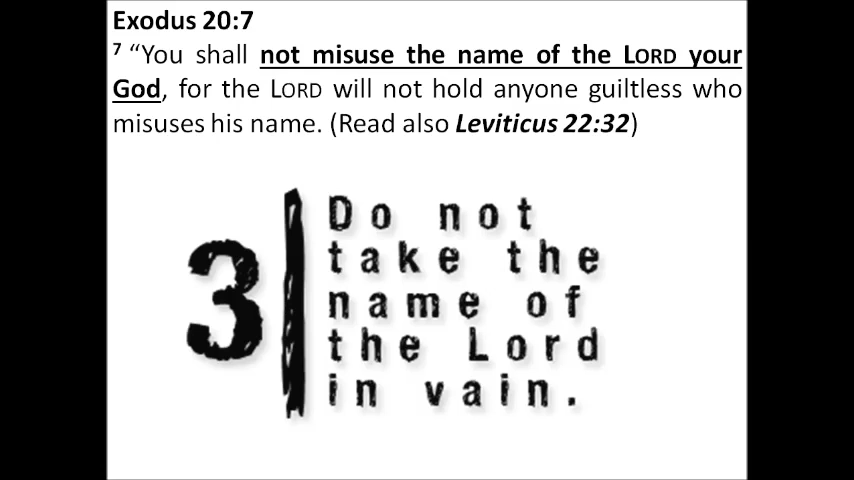 Exodus 20:7
7 “You shall not misuse the name of the LORD your
God, for the LORD will not hold anyone guiltless who
misuses his name. (Read also Leviticus 22:32)
3
Do not
take the
name of
the Lord
in vain.